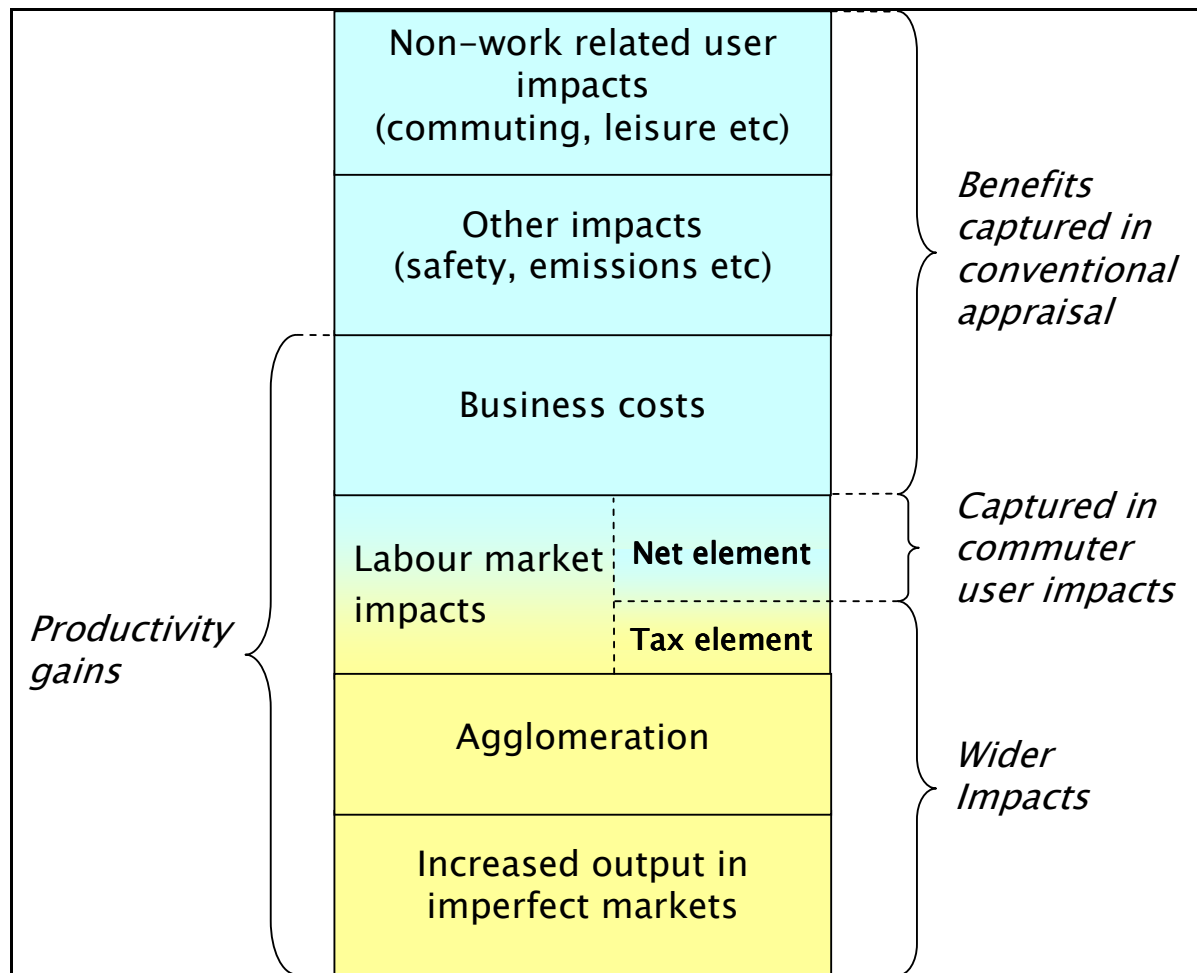 Non-work related user
impacts
(commuting, leisure etc)
Other impacts
(safety, emissions etc)
Benefits
captured in
conventional
appraisal
Business costs
Labour market
impacts
Net element
Tax element
Captured in
commuter
user impacts
Productivity
gains
Agglomeration
Wider
Impacts
Increased output in
imperfect markets